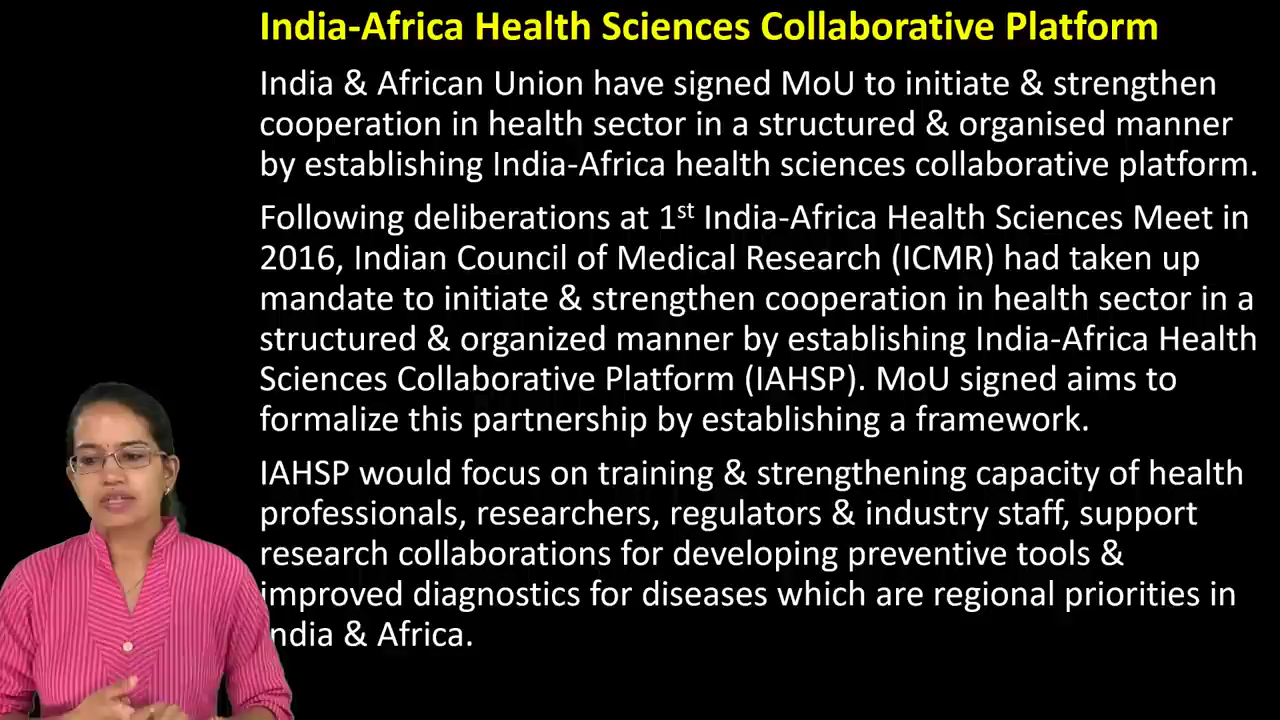 India-Africa Health Sciences Collaborative Platform
India & African Union have signed MoU to initiate & strengthen
cooperation in health sector in a structured & organised manner
by establishing India-Africa health sciences collaborative platform.
Following deliberations at 1st India-Africa Health Sciences Meet in
2016, Indian Council of Medical Research (ICMR) had taken up
mandate to initiate & strengthen cooperation in health sector in a
structured & organized manner by establishing India-Africa Health
Sciences Collaborative Platform (IAHSP). MoU signed aims to
formalize this partnership by establishing a framework.
IAHSP would focus on training & strengthening capacity of health
professionals, researchers, regulators & industry staff, support
research collaborations for developing preventive tools &
improved diagnostics for diseases which are regional priorities in
India & Africa.